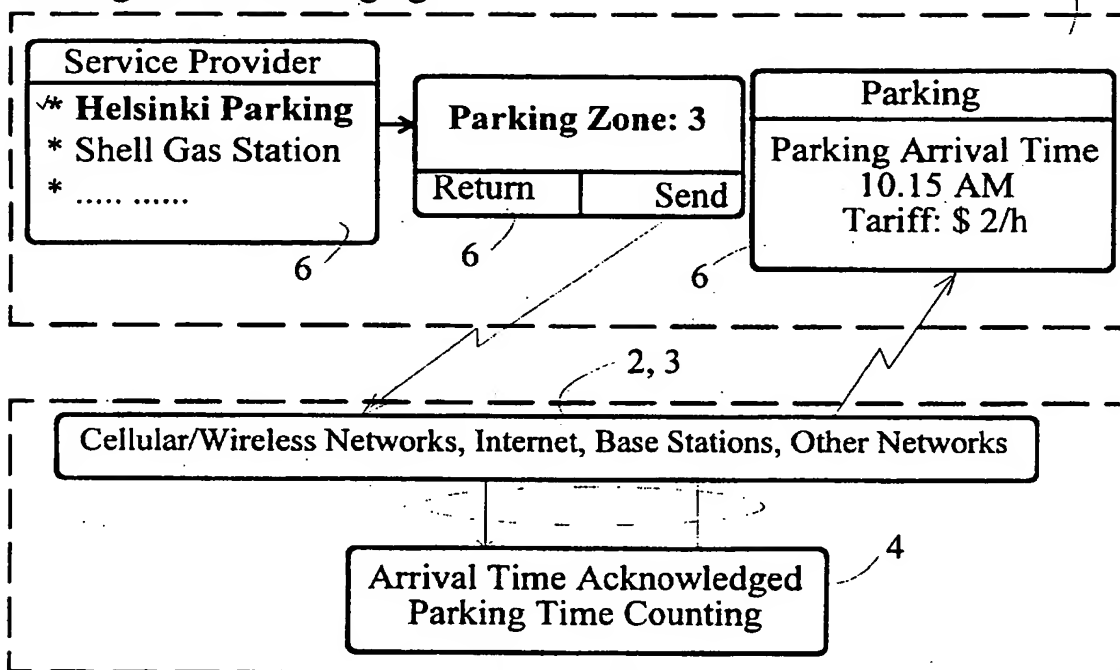 Service Provider
* Helsinki Parking
* Shell Gas Station
* ..... ......
Parking Zone: 3
Return
Send
Parking
Parking Arrival Time
10.15 AM
Tariff: $ 2/h
6
6
6
2, 3
Cellular/Wireless Networks, Internet, Base Stations, Other Networks
4
Arrival Time Acknowledged
Parking Time Counting